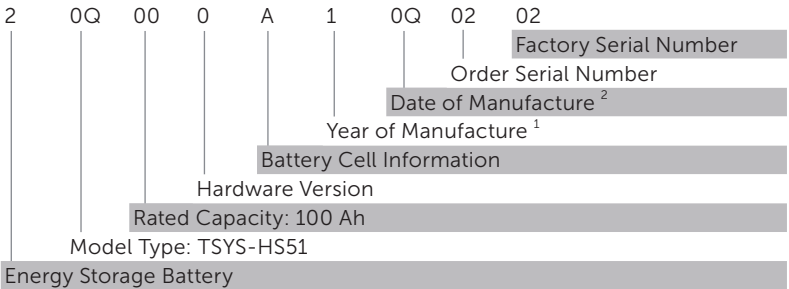 2 0Q 00 0 A 1 0Q 02 02
Factory Serial Number
Order Serial Number
Date of Manufacture 2
Year of Manufacture 1
Battery Cell Information
Hardware Version
Rated Capacity: 100 Ah
Model Type: TSYS-HS51
Energy Storage Battery